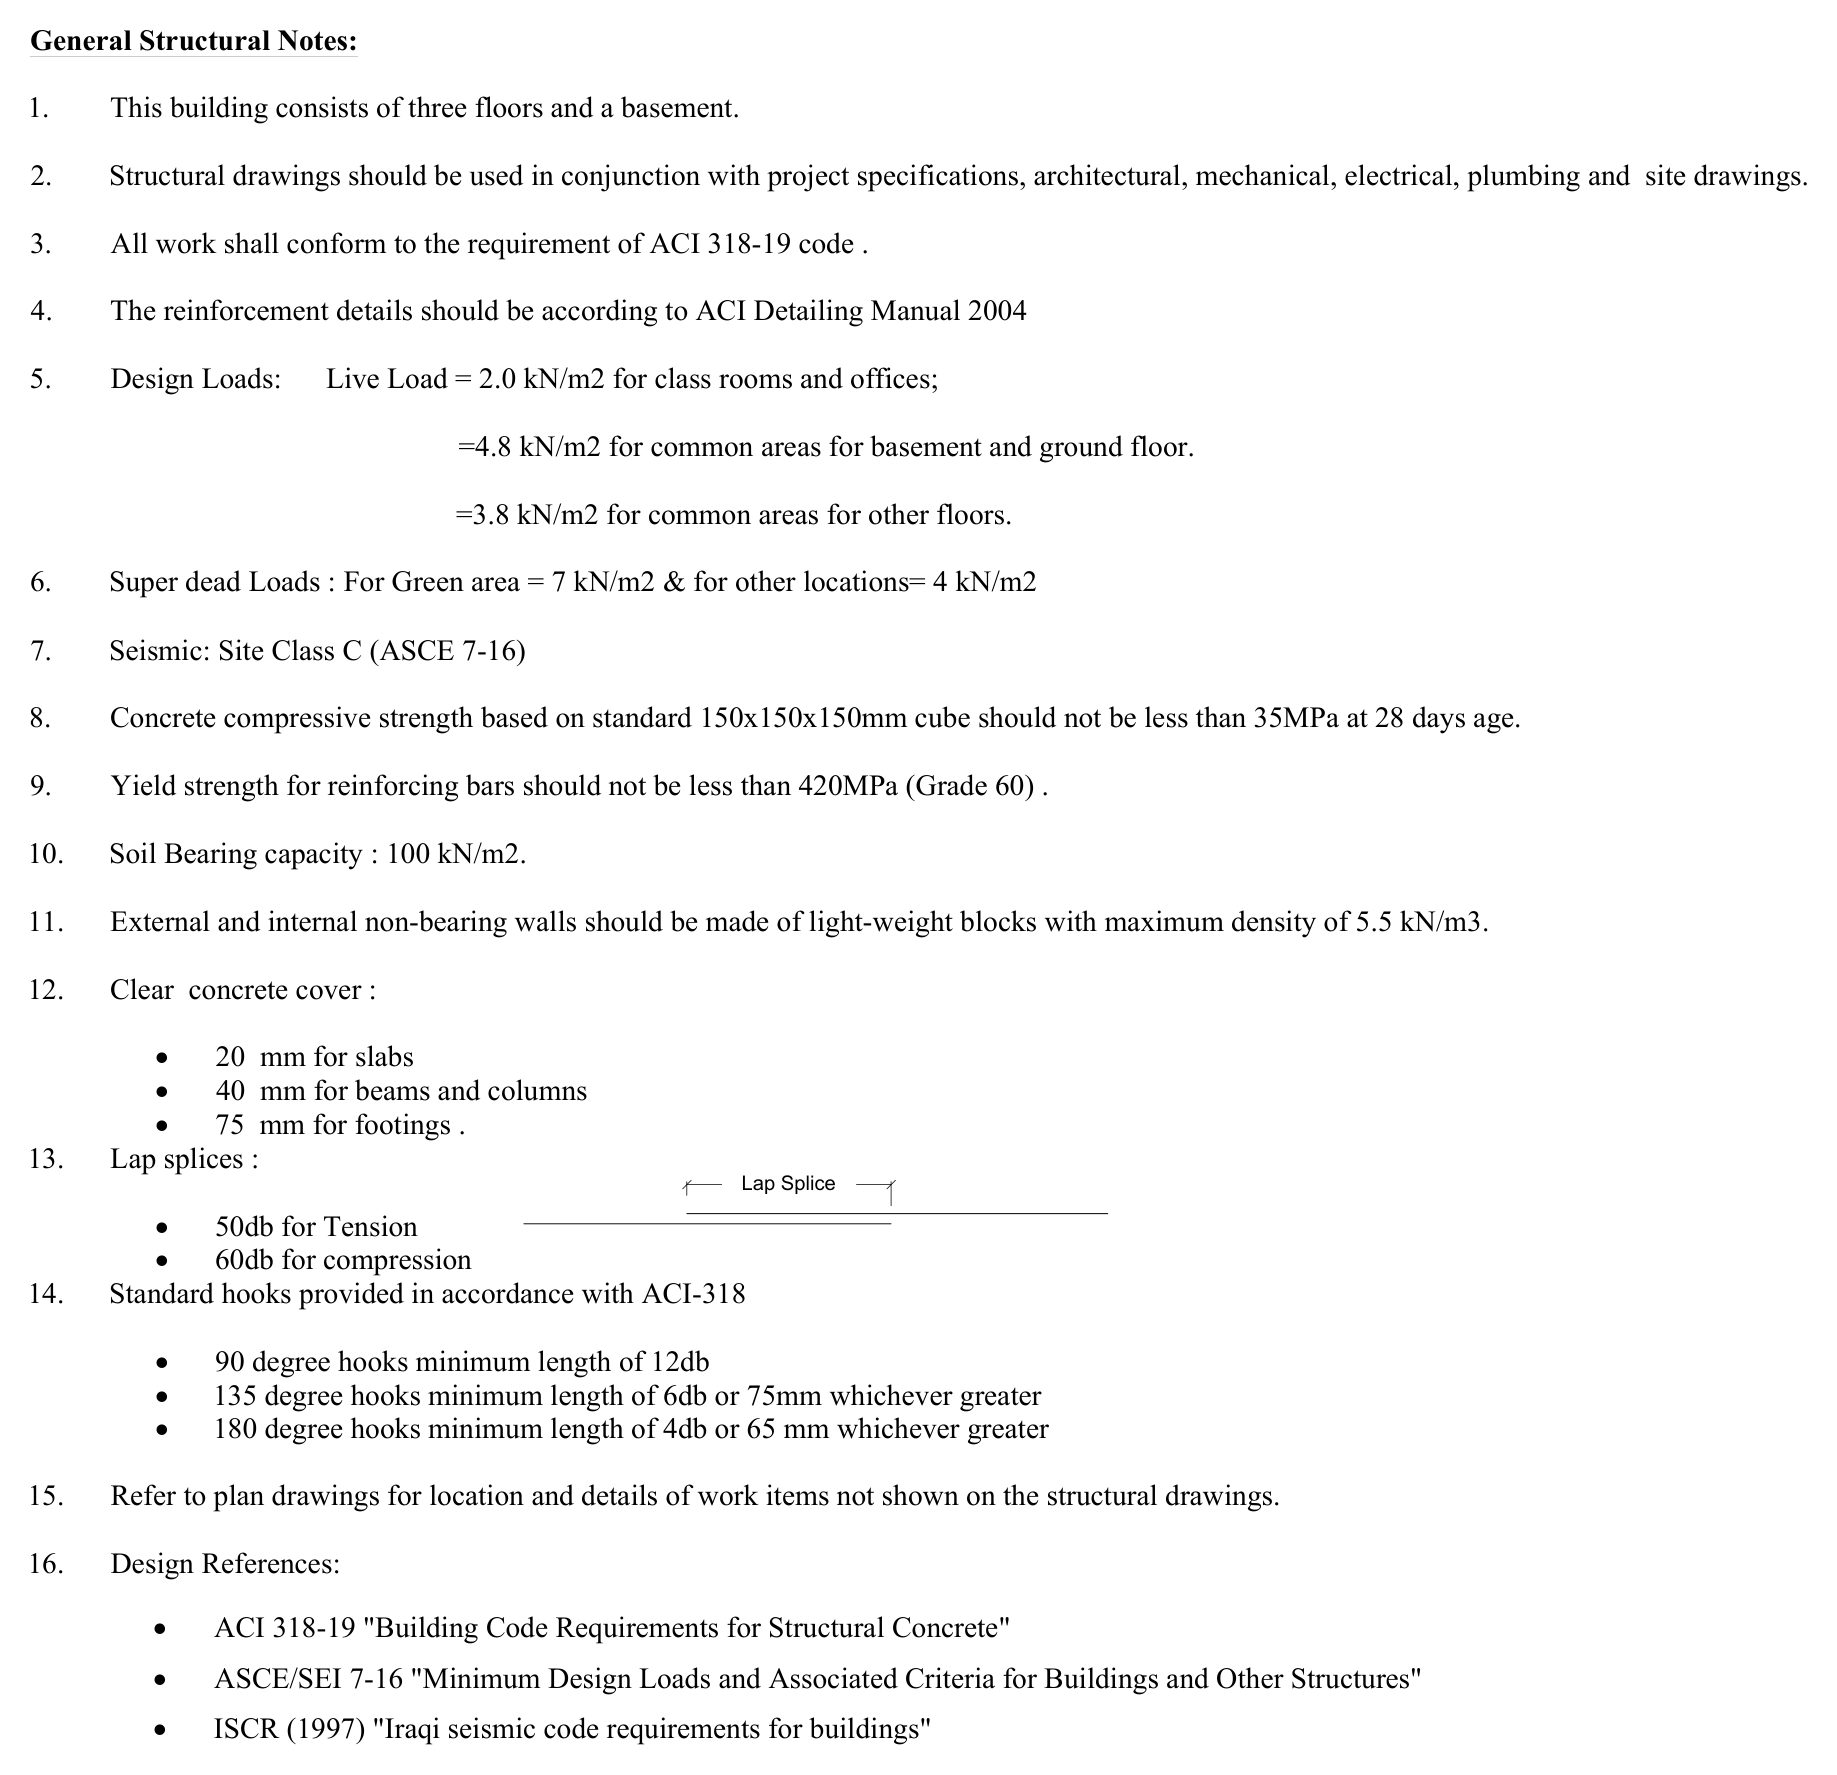 General Structural Notes:
1. This building consists of three floors and a basement.
2. Structural drawings should be used in conjunction with project specifications, architectural, mechanical, electrical, plumbing and site drawings.
3. All work shall conform to the requirement of ACI 318-19 code .
4. The reinforcement details should be according to ACI Detailing Manual 2004
5. Design Loads: Live Load = 2.0 kN/m2 for class rooms and offices;
=4.8 kN/m2 for common areas for basement and ground floor.
=3.8 kN/m2 for common areas for other floors.
6. Super dead Loads : For Green area = 7 kN/m2 & for other locations= 4 kN/m2
7. Seismic: Site Class C (ASCE 7-16)
8. Concrete compressive strength based on standard 150x150x150mm cube should not be less than 35MPa at 28 days age.
9. Yield strength for reinforcing bars should not be less than 420MPa (Grade 60) .
10. Soil Bearing capacity : 100 kN/m2.
11. External and internal non-bearing walls should be made of light-weight blocks with maximum density of 5.5 kN/m3.
12. Clear concrete cover :
• 20 mm for slabs
• 40 mm for beams and columns
• 75 mm for footings .
13. Lap splices :
Lap Splice
• 50db for Tension
• 60db for compression
14. Standard hooks provided in accordance with ACI-318
• 90 degree hooks minimum length of 12db
• 135 degree hooks minimum length of 6db or 75mm whichever greater
• 180 degree hooks minimum length of 4db or 65 mm whichever greater
15. Refer to plan drawings for location and details of work items not shown on the structural drawings.
16. Design References:
• ACI 318-19 "Building Code Requirements for Structural Concrete"
• ASCE/SEI 7-16 "Minimum Design Loads and Associated Criteria for Buildings and Other Structures"
• ISCR (1997) "Iraqi seismic code requirements for buildings"